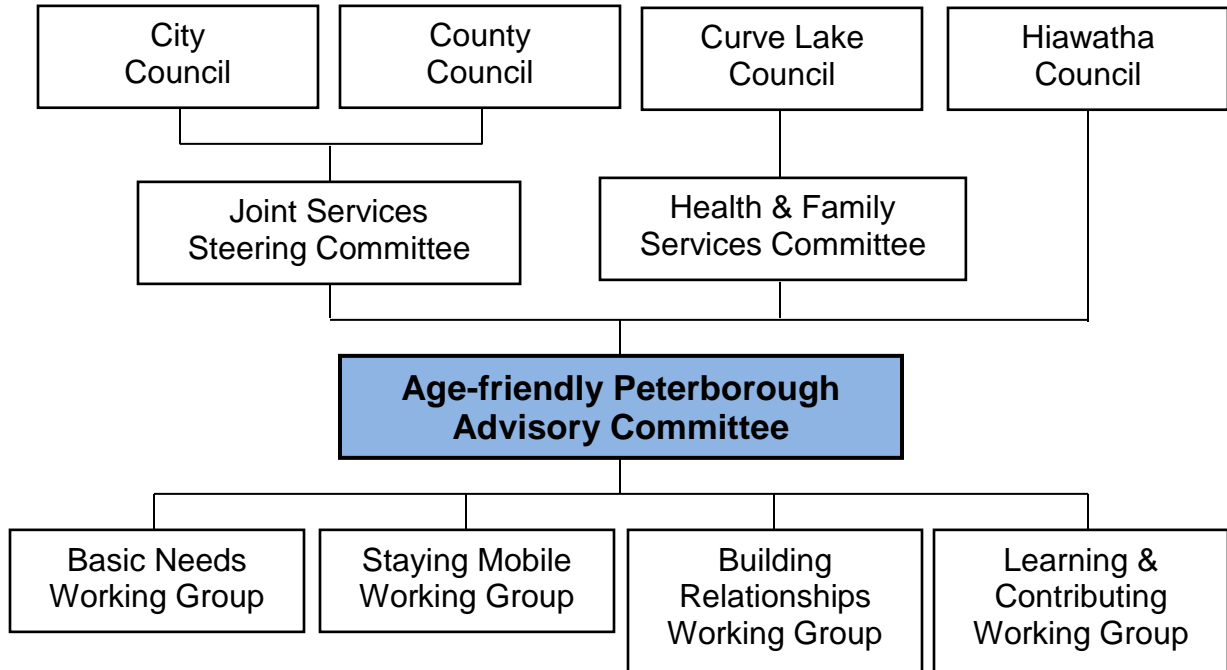 City
Council
County
Council
Curve Lake
Council
Hiawatha
Council
Joint Services
Steering Committee
Health & Family
Services Committee
Age-friendly Peterborough
Advisory Committee
Basic Needs
Working Group
Staying Mobile
Working Group
Building
Relationships
Working Group
Learning &
Contributing
Working Group